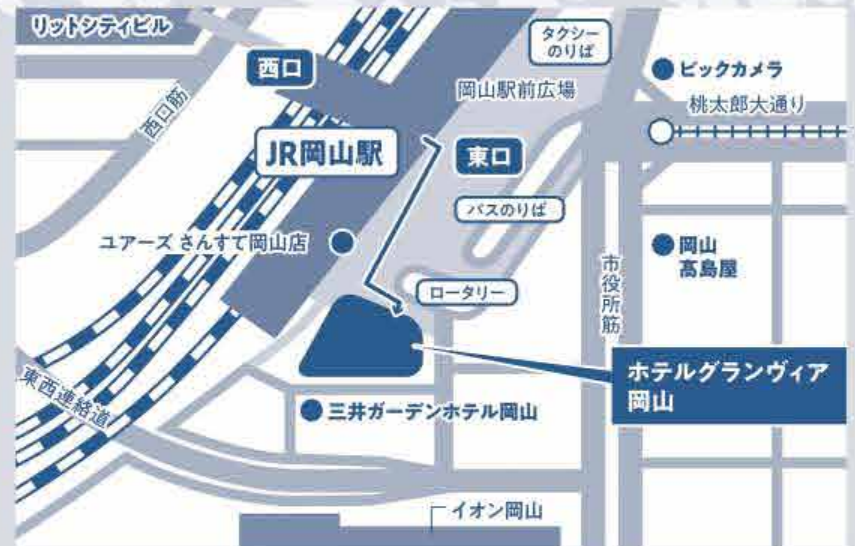 リットシティビル
タクシー
のりば
西口
ビックカメラ
岡山駅前広場
桃太郎大通り
西口筋
JR岡山駅
東口
バスのりば
ユアーズ さんすて岡山店
岡山
髙島屋
市役所筋
ロータリー
ホテルグランヴィア
岡山
東西連絡道
三井ガーデンホテル岡山
イオン岡山